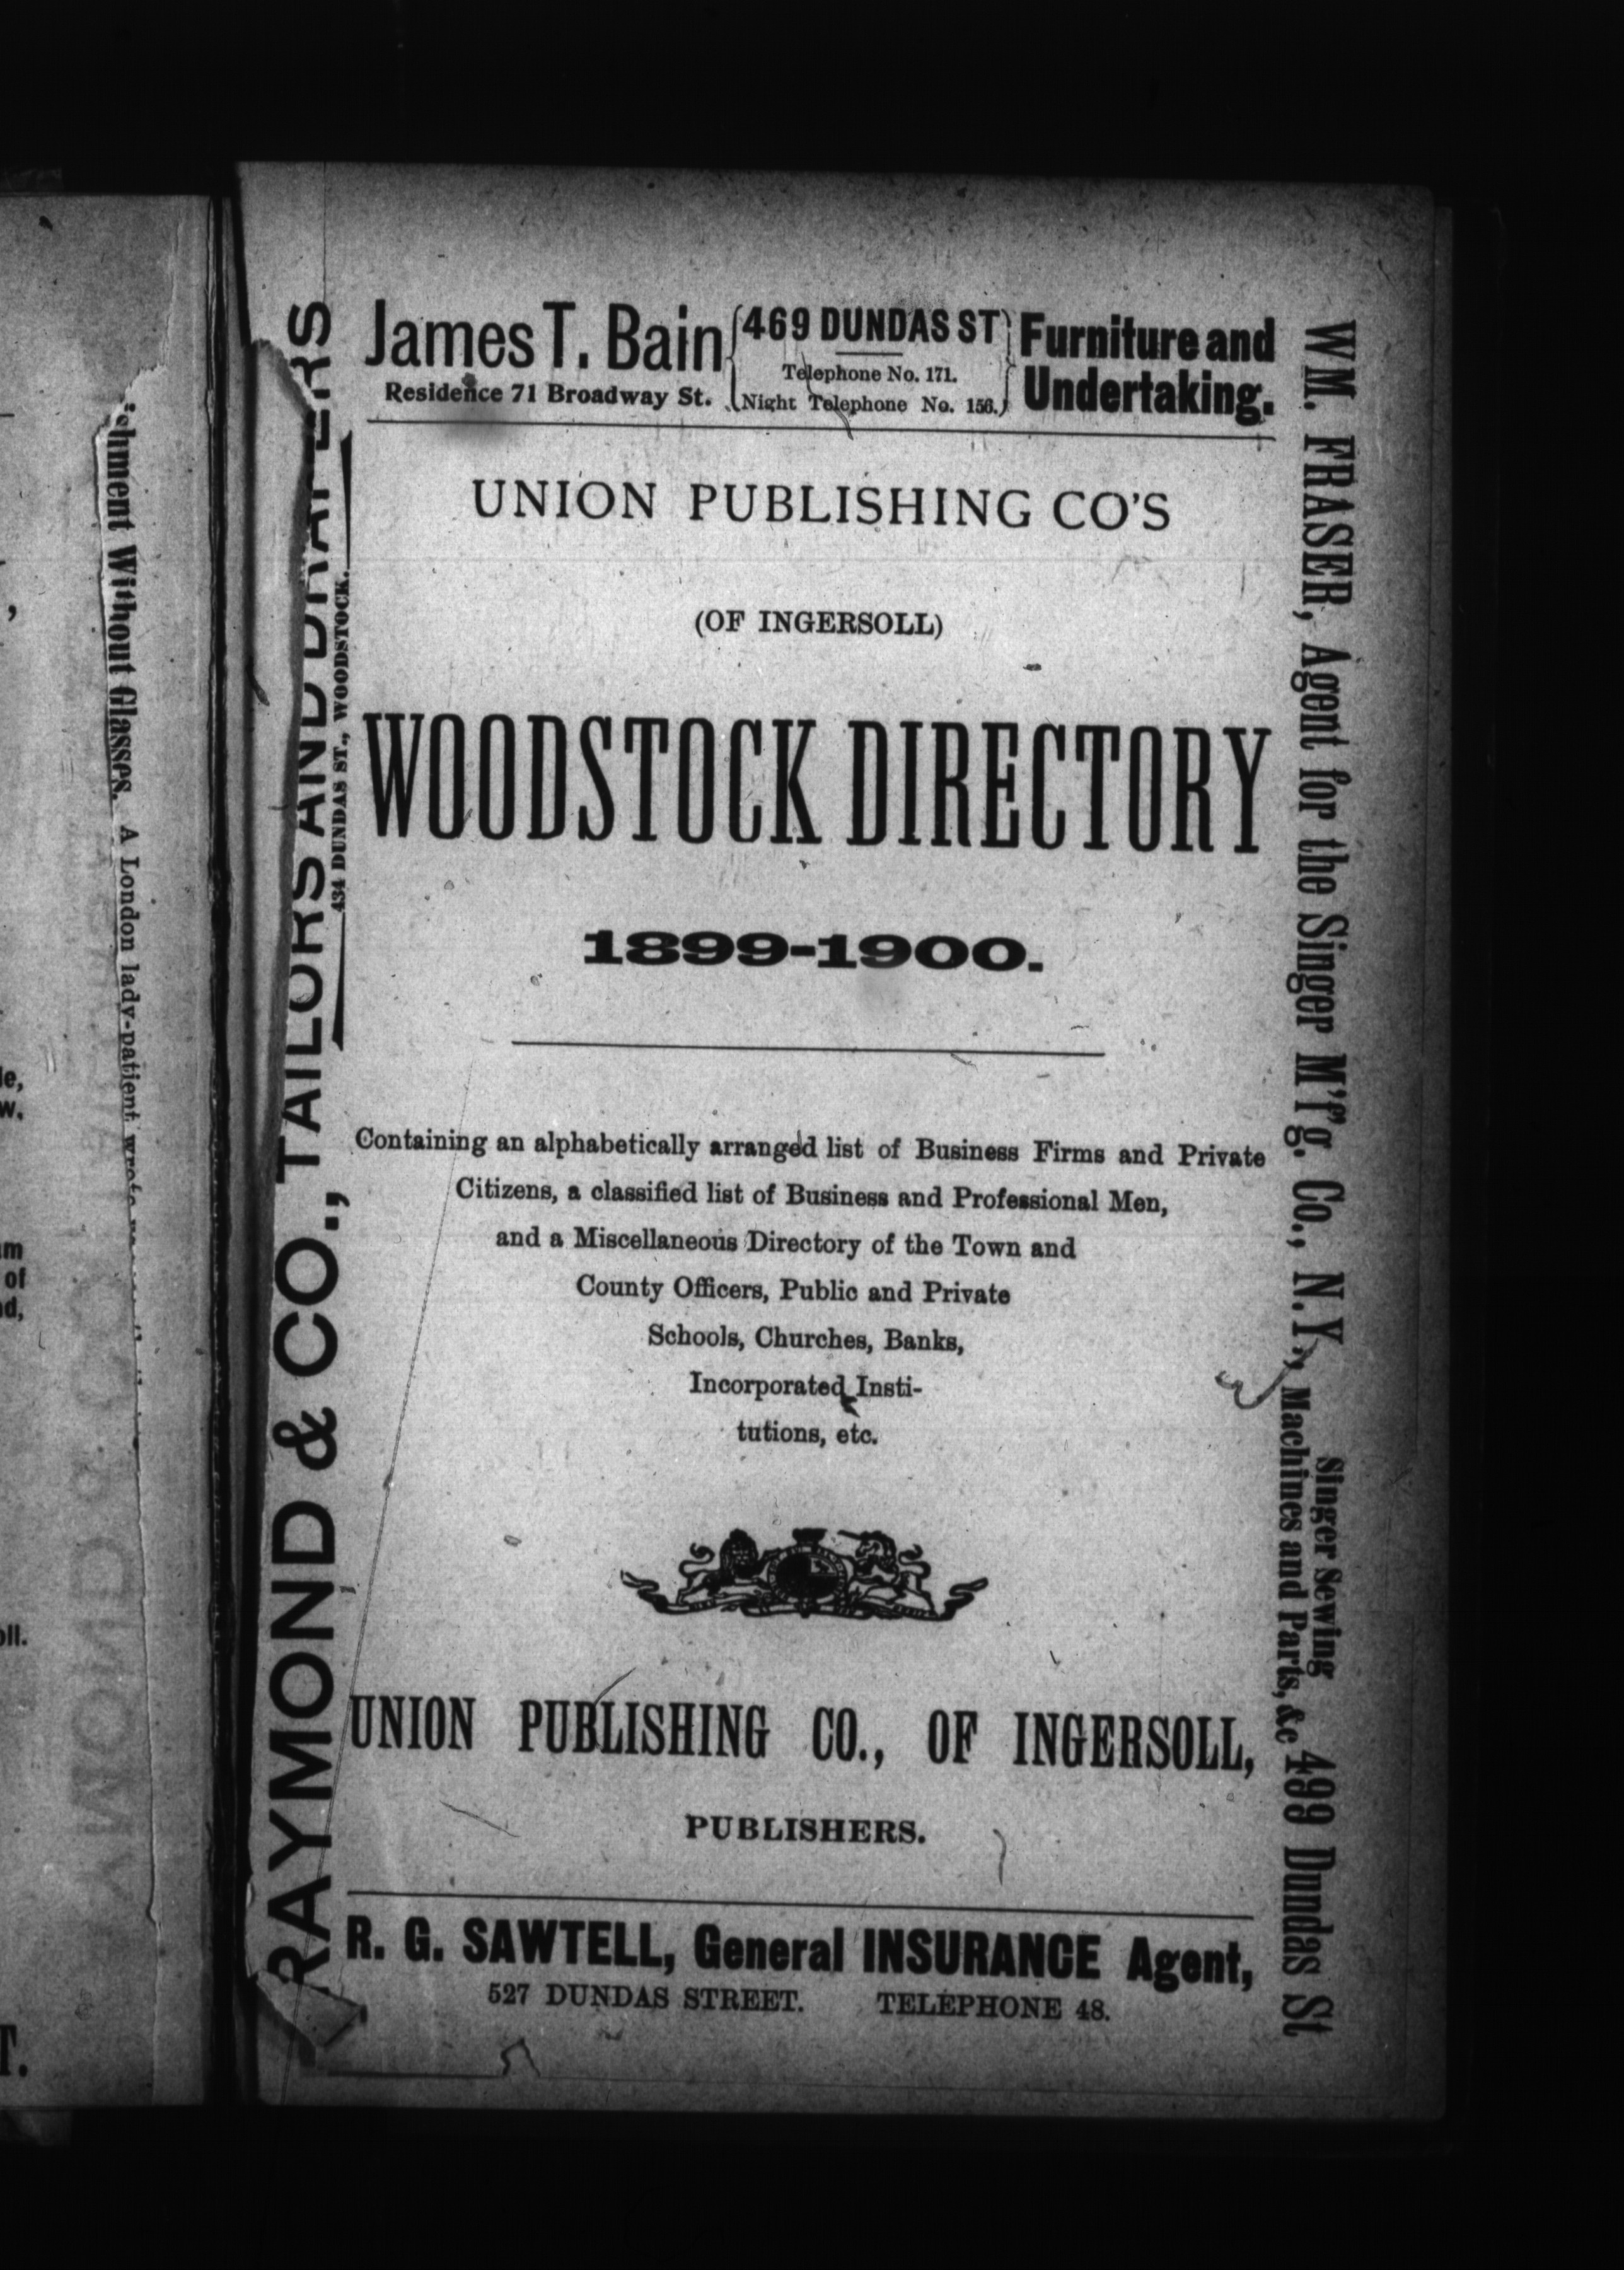 le,
w.
of
d,
oll.
T.
Without Glasses. A London lady-patient wrote
RAYMOND & CO., TAILORS AND DRAPERS
434 DUNDAS ST., WOODSTOCK.
James T. Bain
Residence 71 Broadway St.
469 DUNDAS ST
Telephone No. 171.
Night Telephone No. 156.
Furniture and
Undertaking.
UNION PUBLISHING CO'S
(OF INGERSOLL)
WOODSTOCK DIRECTORY
1899-1900.
Containing an alphabetically arranged list of Business Firms and Private
Citizens, a classified list of Business and Professional Men,
and a Miscellaneous Directory of the Town and
County Officers, Public and Private
Schools, Churches, Banks,
Incorporated Insti-
tutions, etc.
UNION PUBLISHING CO., OF INGERSOLL,
PUBLISHERS.
R. G. SAWTELL, General INSURANCE Agent,
527 DUNDAS STREET. TELEPHONE 48.
WM. FRASER, Agent for the Singer M'f'g. Co., N.Y., 
Singer Sewing
Machines and Parts, &c
499 Dundas St